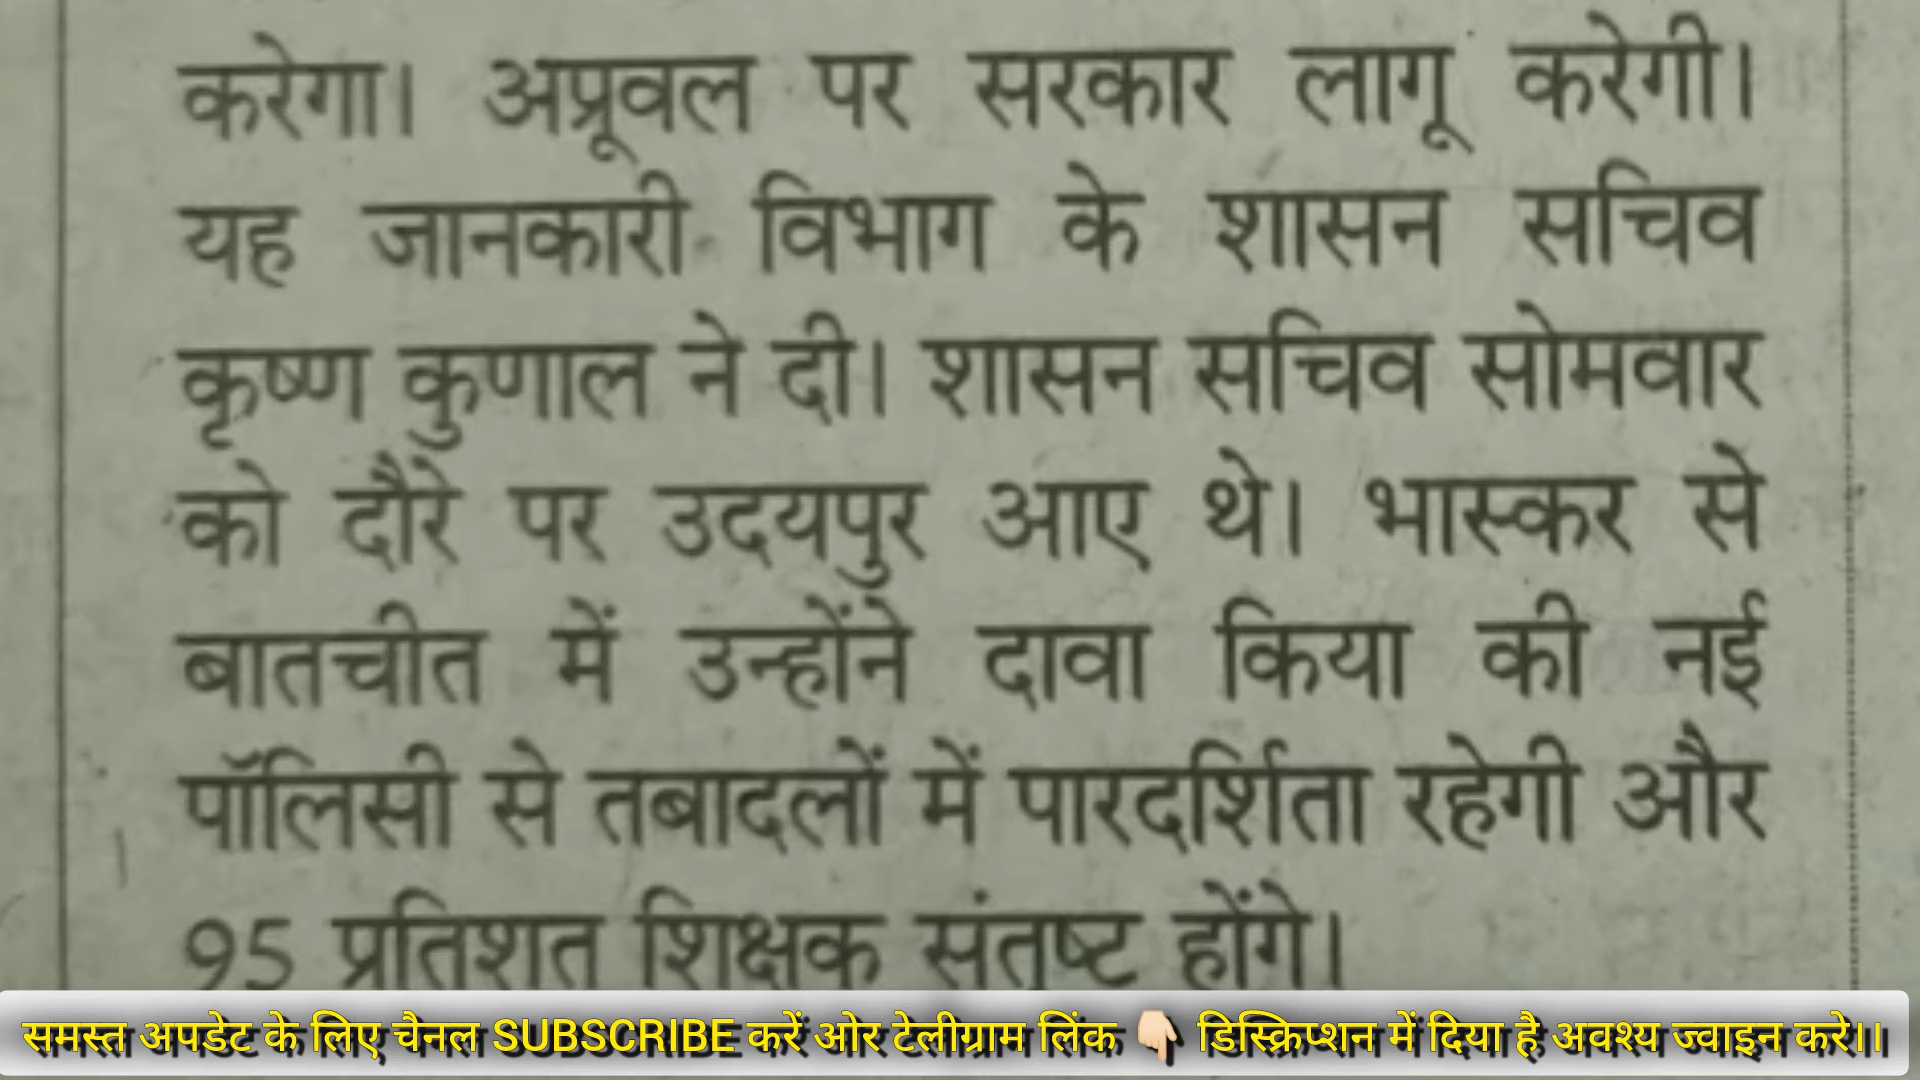 करेगा। अप्रूवल पर सरकार लागू करेगी।
यह जानकारी विभाग के शासन सचिव
कृष्ण कुणाल ने दी। शासन सचिव सोमवार
को दौरे पर उदयपुर आए थे। भास्कर से
बातचीत में उन्होंने दावा किया की नई
पॉलिसी से तबादलों में पारदर्शिता रहेगी और
95 प्रतिशत शिक्षक संतुष्ट होंगे।
समस्त अपडेट के लिए चैनल SUBSCRIBE करें ओर टेलीग्राम लिंक 👇🏻 डिस्क्रिप्शन में दिया है अवश्य ज्वाइन करे।।